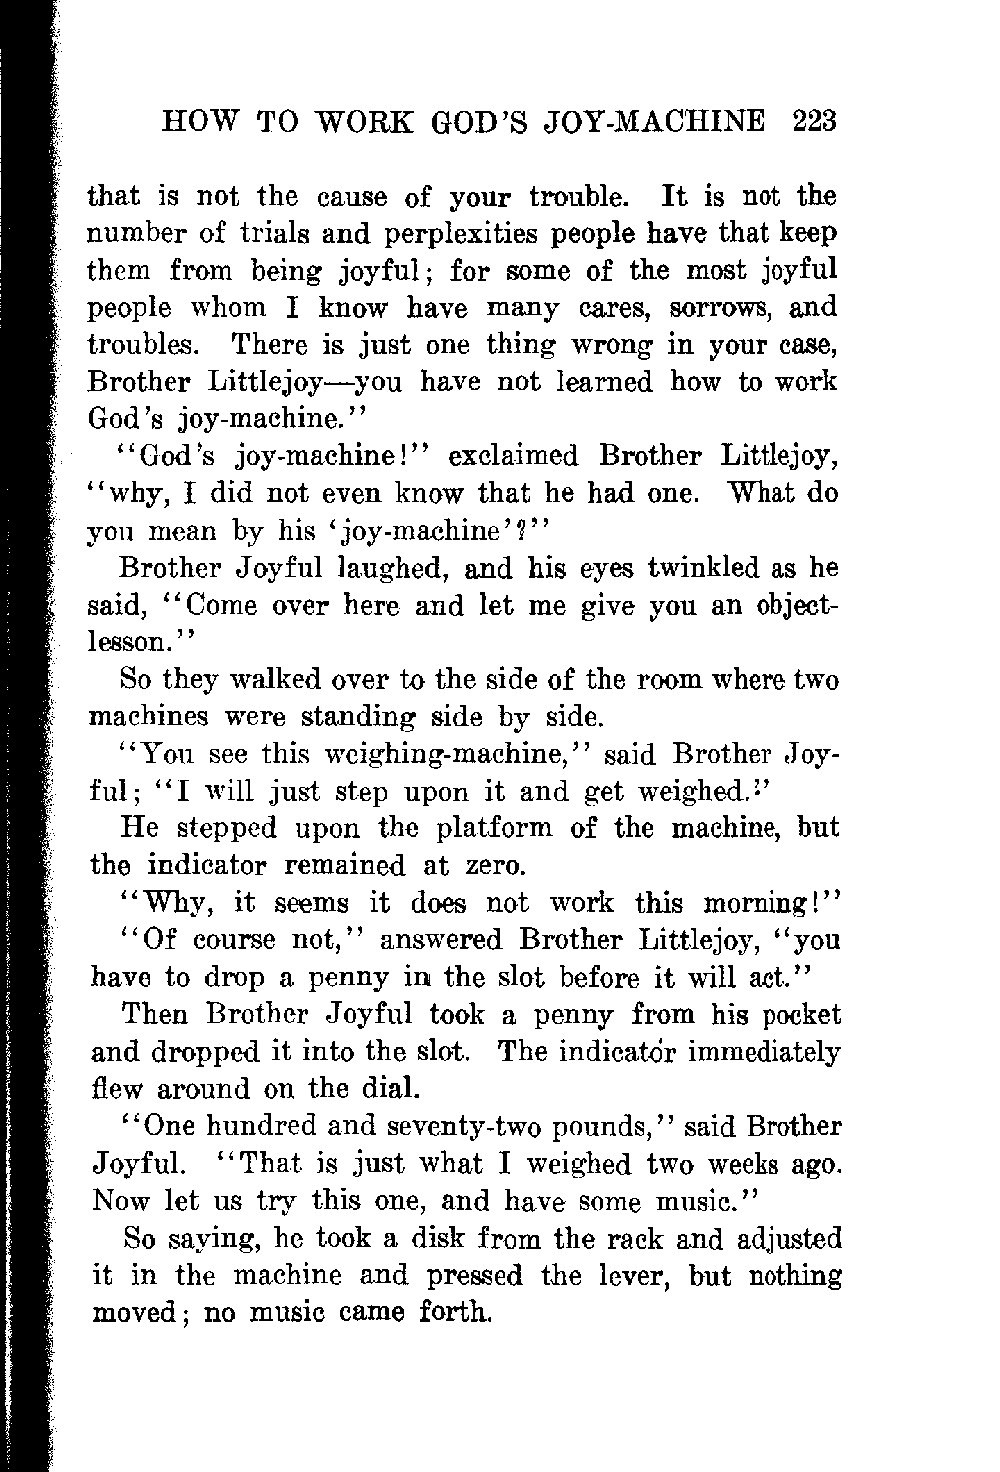 HOW TO WORK GOD'S JOY-MACHINE 223
that is not the cause of your trouble. It is not the
number of trials and perplexities people have that keep
them from being joyful; for some of the most joyful
people whom I know have many cares, sorrows, and
troubles. There is just one thing wrong in your case,
Brother Littlejoy—you have not learned how to work
God's joy-machine."
"God's joy-machine!" exclaimed Brother Littlejoy,
"why, I did not even know that he had one. What do
you mean by his 'joy-machine'?"
Brother Joyful laughed, and his eyes twinkled as he
said, "Come over here and let me give you an object-
lesson."
So they walked over to the side of the room where two
machines were standing side by side.
"You see this weighing-machine," said Brother Joy-
ful; "I will just step upon it and get weighed."
He stepped upon the platform of the machine, but
the indicator remained at zero.
"Why, it seems it does not work this morning!"
"Of course not," answered Brother Littlejoy, "you
have to drop a penny in the slot before it will act."
Then Brother Joyful took a penny from his pocket
and dropped it into the slot. The indicator immediately
flew around on the dial.
"One hundred and seventy-two pounds," said Brother
Joyful. "That is just what I weighed two weeks ago.
Now let us try this one, and have some music."
So saying, he took a disk from the rack and adjusted
it in the machine and pressed the lever, but nothing
moved; no music came forth.